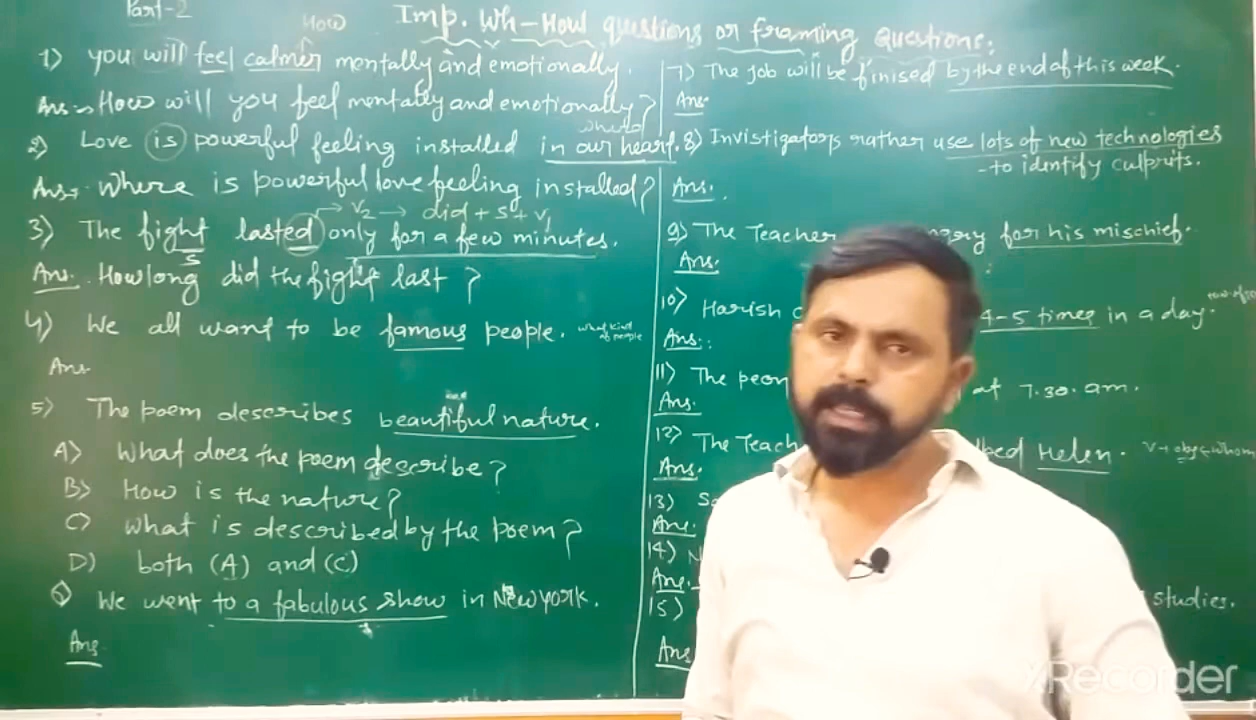 Part-2
Imp. Wh-How questions or framing Questions:
How
1) you will feel calmer mentally and emotionally.
Ans:→ How will you feel mentally and emotionally?
where
2) Love is powerful feeling installed in our heart.
Ans→ Where is powerful love feeling installed?
→ V2 → did + S + V1
3) The fight lasted only for a few minutes.
S
Ans. How long did the fight last ?
4) We all want to be famous people. what kind of people
Ans
5) The poem describes beautiful nature.
A) What does the poem describe?
B) How is the nature?
C) What is described by the poem?
D) both (A) and (C)
We went to a fabulous show in New york.
Ans
7) The job will be finised by the end of this week.
Ans:
8) Invistigators rather use lots of new technologies
- to identify culprits.
Ans.
9) The Teacher for his mischief.
Ans.
10) Harish 4-5 times in a day.
Ans:
11) The peon at 7.30. am.
Ans.
12) The Teach Helen. V→obj→whom
Ans.
13)
Ans.
14)
Ans.
15) studies.
Ans
XRecorder